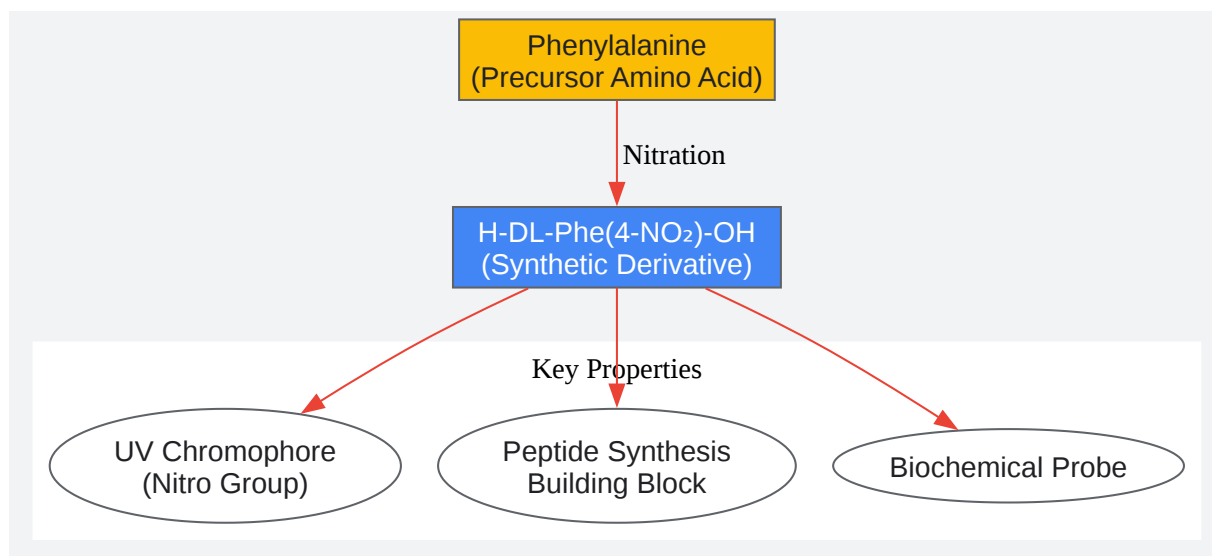 Phenylalanine
(Precursor Amino Acid)
Nitration
H-DL-Phe(4-NO₂)-OH
(Synthetic Derivative)
Key Properties
UV Chromophore
(Nitro Group)
Peptide Synthesis
Building Block
Biochemical Probe